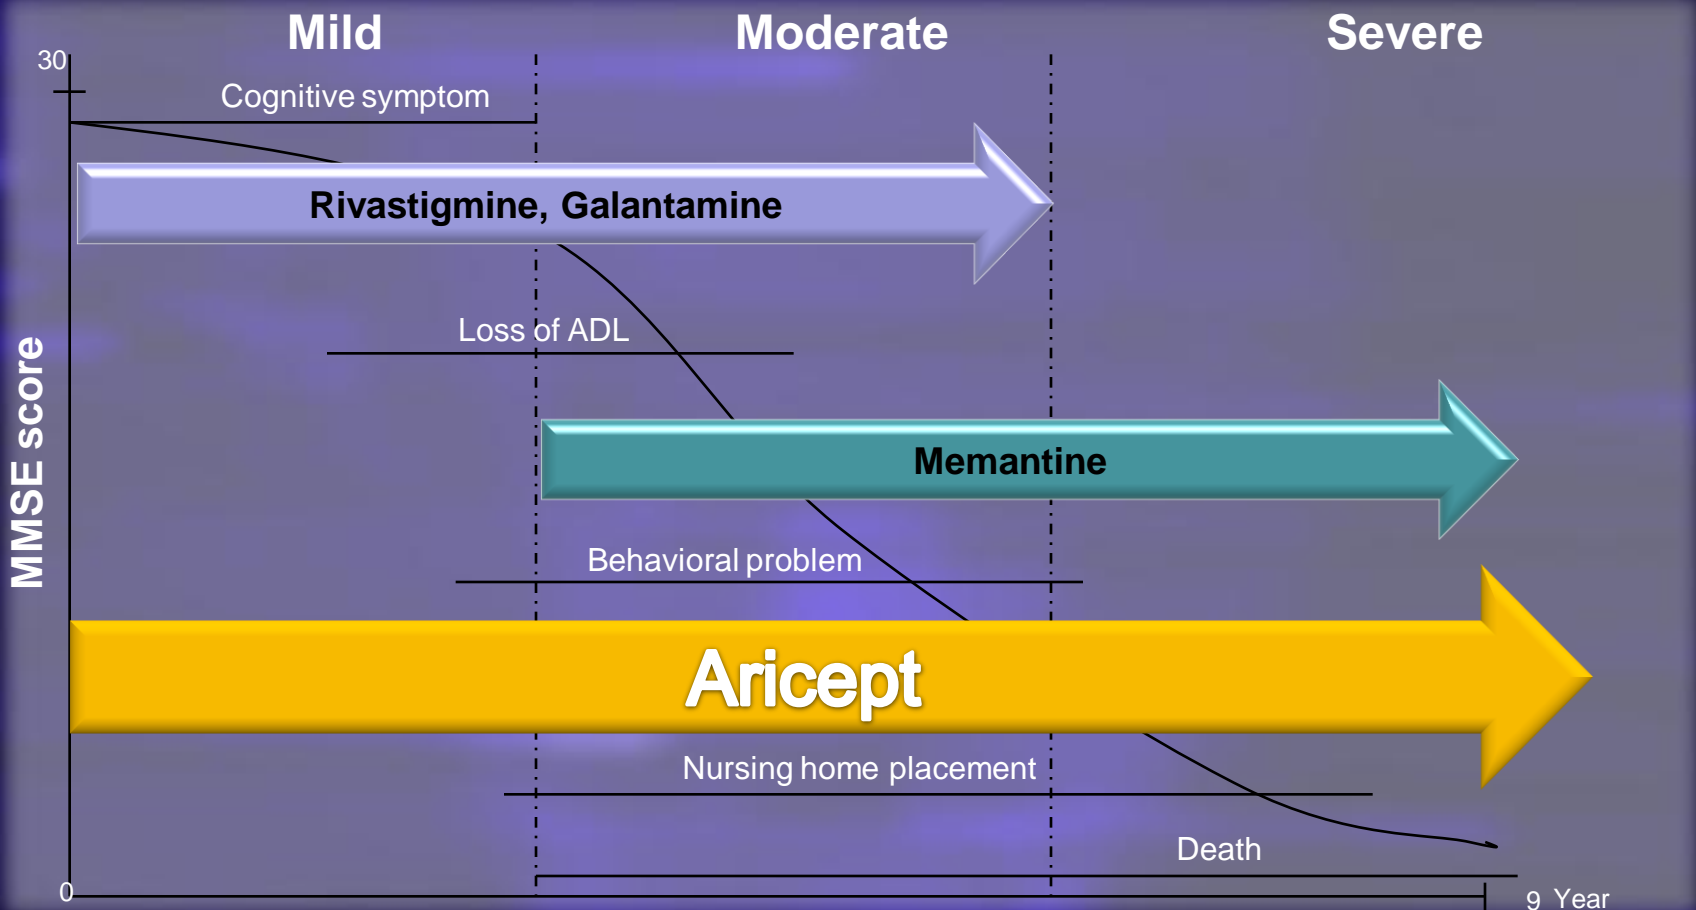 Mild Moderate Severe
30
Cognitive symptom
Rivastigmine, Galantamine
Loss of ADL
MMSE score
Memantine
Behavioral problem
Aricept
Nursing home placement
Death
0
9 Year